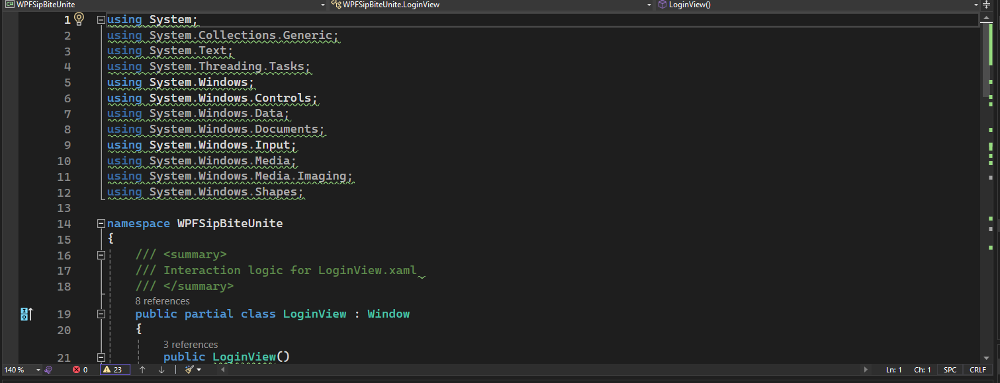 C# WPFSipBiteUnite WPFSipBiteUnite.LoginView LoginView()
1 using System;
2 using System.Collections.Generic;
3 using System.Text;
4 using System.Threading.Tasks;
5 using System.Windows;
6 using System.Windows.Controls;
7 using System.Windows.Data;
8 using System.Windows.Documents;
9 using System.Windows.Input;
10 using System.Windows.Media;
11 using System.Windows.Media.Imaging;
12 using System.Windows.Shapes;
13
14 namespace WPFSipBiteUnite
15 {
16 /// <summary>
17 /// Interaction logic for LoginView.xaml
18 /// </summary>
8 references
19 public partial class LoginView : Window
20 {
3 references
21 public LoginView()
140 % 0 23 Ln: 1 Ch: 1 SPC CRLF